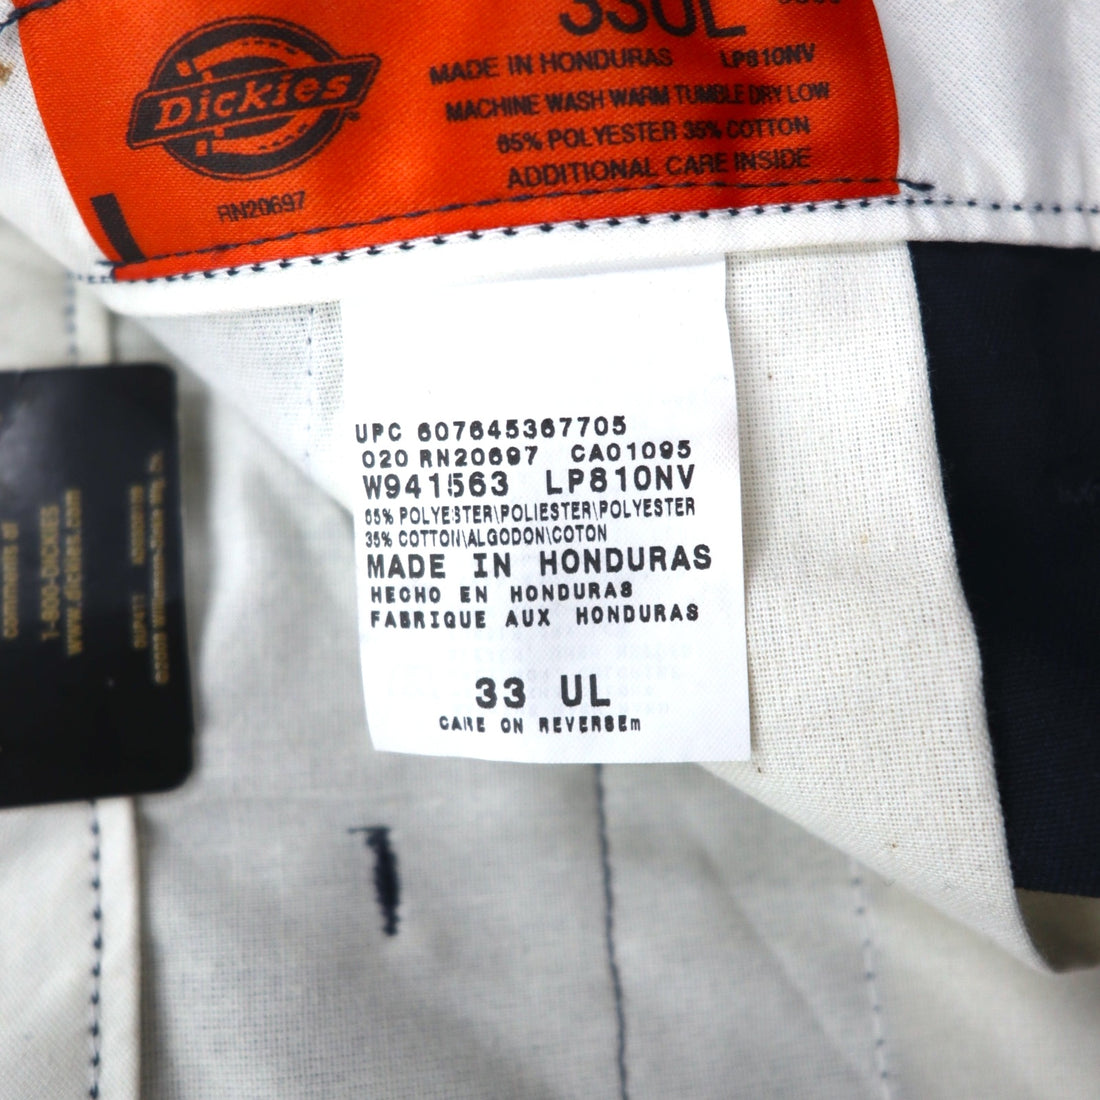 33UL
Dickies
MADE IN HONDURAS LP810NV
MACHINE WASH WARM TUMBLE DRY LOW
65% POLYESTER 35% COTTON
ADDITIONAL CARE INSIDE
RN20697
UPC 607645367705
020 RN20697 CA01095
W941563 LP810NV
65% POLYESTER\POLIESTER\POLYESTER
35% COTTON\ALGODON\COTON
MADE IN HONDURAS
HECHO EN HONDURAS
FABRIQUE AUX HONDURAS
33 UL
CARE ON REVERSEm
1-800-DICKIES
www.dickies.com